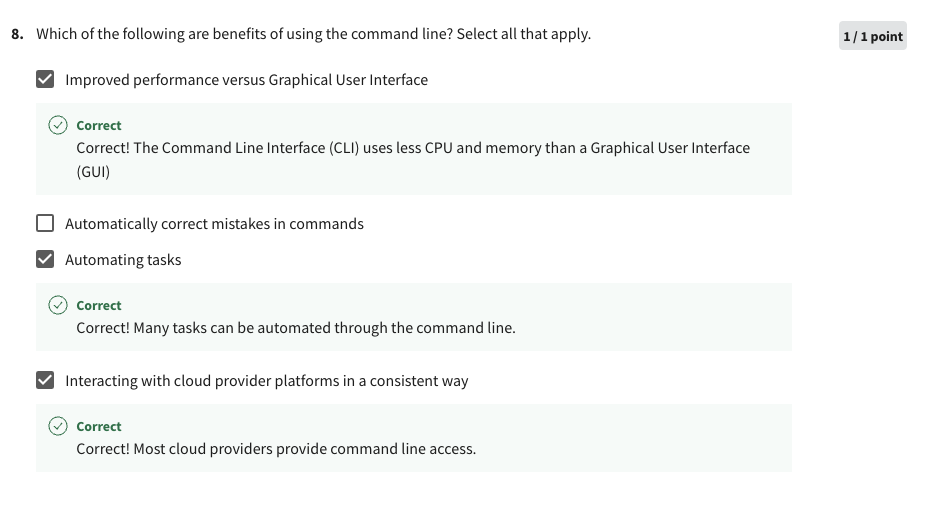 8. Which of the following are benefits of using the command line? Select all that apply.
1 / 1 point
Improved performance versus Graphical User Interface
Correct
Correct! The Command Line Interface (CLI) uses less CPU and memory than a Graphical User Interface
(GUI)
Automatically correct mistakes in commands
Automating tasks
Correct
Correct! Many tasks can be automated through the command line.
Interacting with cloud provider platforms in a consistent way
Correct
Correct! Most cloud providers provide command line access.